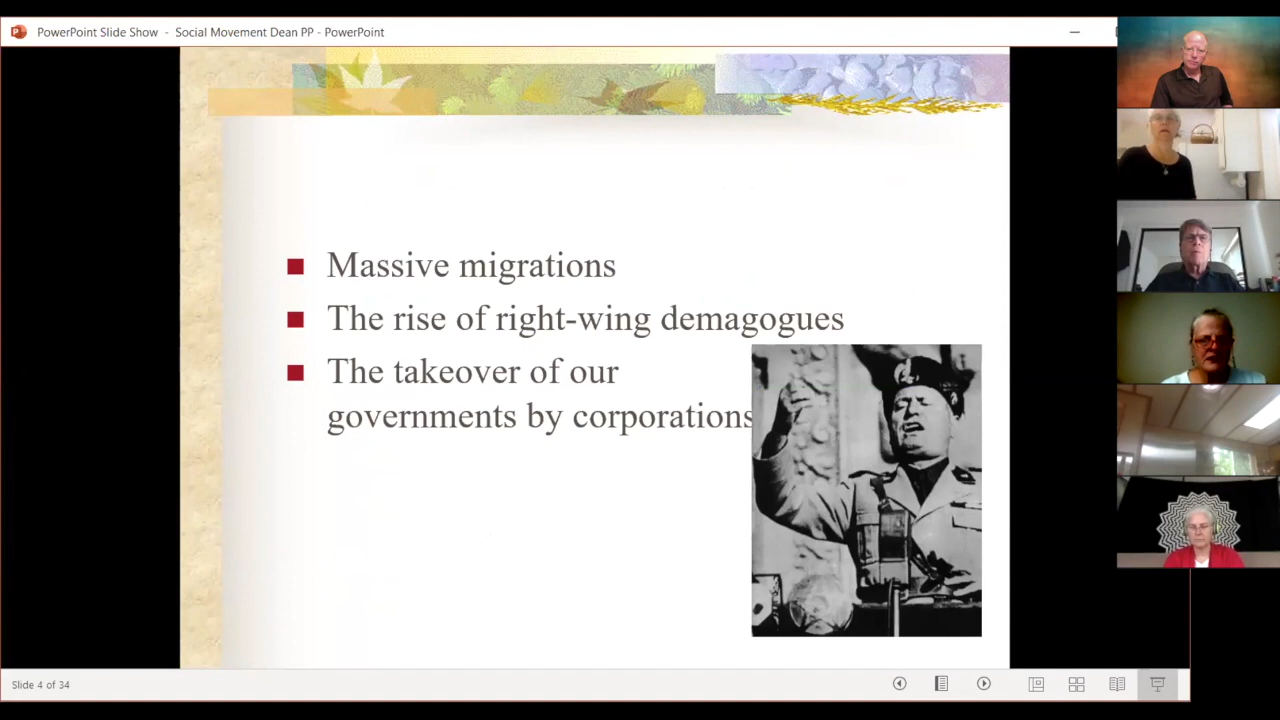 PowerPoint Slide Show - Social Movement Dean PP - PowerPoint
Massive migrations
The rise of right-wing demagogues
The takeover of our
governments by corporations
Slide 4 of 34